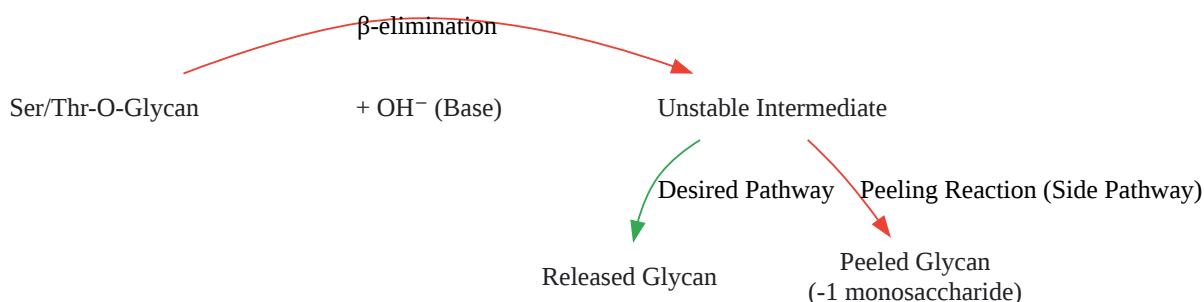 β-elimination
Ser/Thr-O-Glycan
+ OH⁻ (Base)
Unstable Intermediate
Desired Pathway
Peeling Reaction (Side Pathway)
Released Glycan
Peeled Glycan
(-1 monosaccharide)